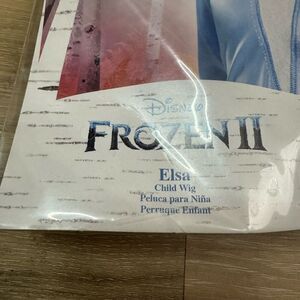 Disney
FROZEN II
Elsa
Child Wig
Peluca para Niña
Perruque Enfant